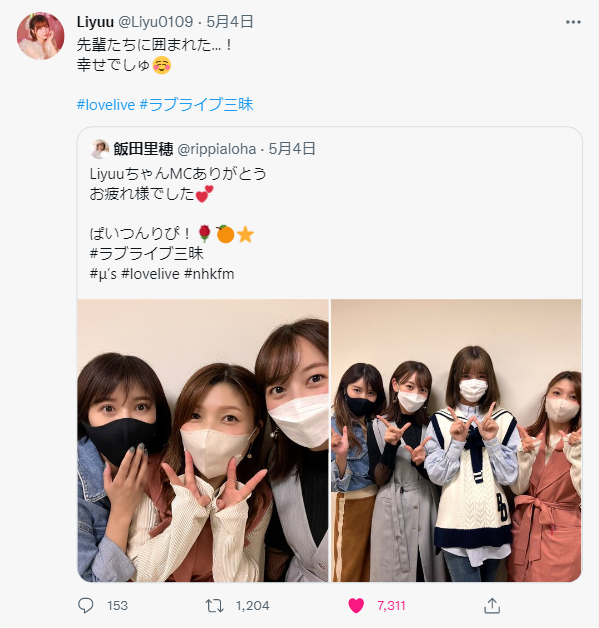 Liyuu @Liyu0109 · 5月4日
先輩たちに囲まれた...！
幸せでしゅ☺️
#lovelive #ラブライブ三昧
飯田里穂 @rippialoha · 5月4日
LiyuuちゃんMCありがとう
お疲れ様でした💕
ぱいつんりぴ！🌹🍊⭐
#ラブライブ三昧
#μ's #lovelive #nhkfm
153 1,204 7,311